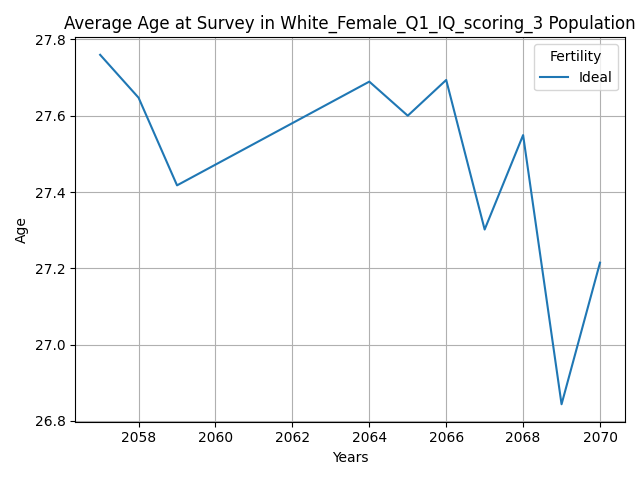 Average Age at Survey in White_Female_Q1_IQ_scoring_3 Population
27.8
27.6
27.4
27.2
27.0
26.8
Age
Fertility
Ideal
2058 2060 2062 2064 2066 2068 2070
Years